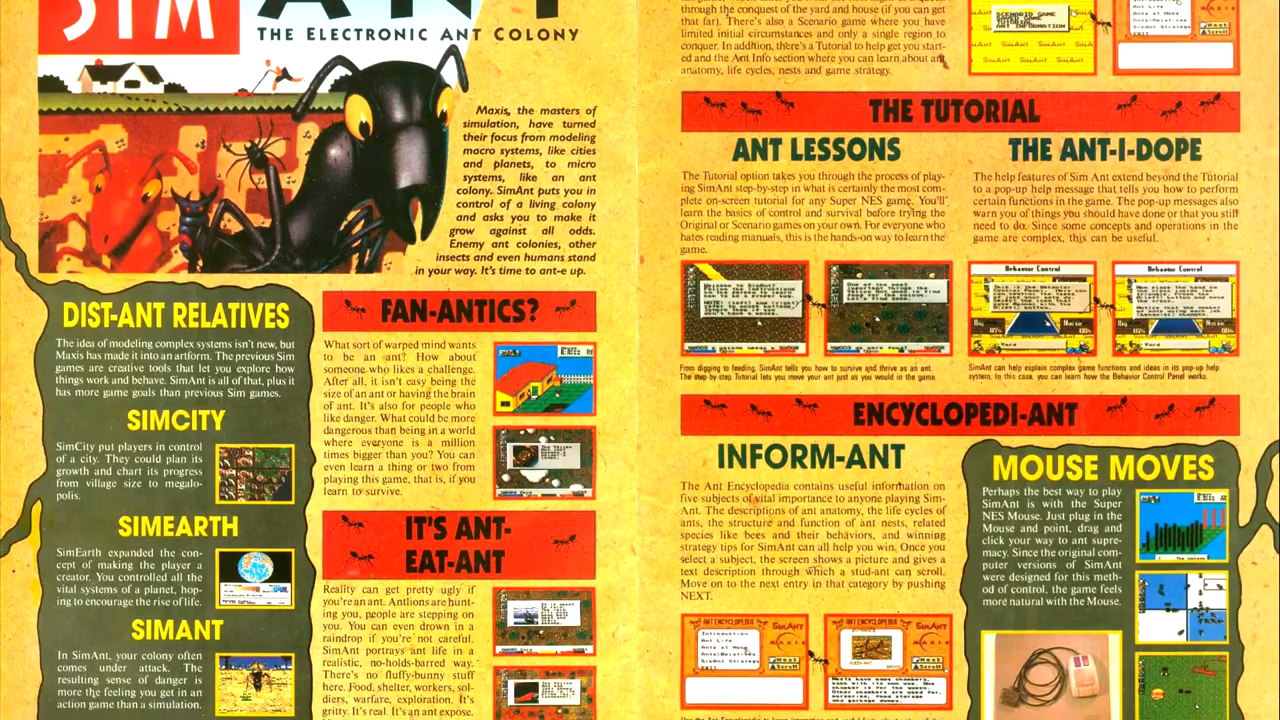 SIM ANT
THE ELECTRONIC ANT COLONY
Maxis, the masters of
simulation, have turned
their focus from modeling
macro systems, like cities
and planets, to micro
systems, like an ant
colony. SimAnt puts you in
control of a living colony
and asks you to make it
grow against all odds.
Enemy ant colonies, other
insects and even humans stand
in your way. It's time to ant-e up.
DIST-ANT RELATIVES
The idea of modeling complex systems isn't new, but
Maxis has made it into an artform. The previous Sim
games are creative tools that let you explore how
things work and behave. SimAnt is all of that, plus it
has more game goals than previous Sim games.
SIMCITY
SimCity put players in control
of a city. They could plan its
growth and chart its progress
from village size to megalo-
polis.
SIMEARTH
SimEarth expanded the con-
cept of making the player a
creator. You controlled all the
vital systems of a planet, hop-
ing to encourage the rise of life.
SIMANT
In SimAnt, your colony often
comes under attack. The
resulting sense of danger is
more the feeling you get in an
action game than a simulation.
FAN-ANTICS?
What sort of warped mind wants
to be an ant? How about
someone who likes a challenge.
After all, it isn't easy being the
size of an ant or having the brain
of ant. It's also for people who
like danger. What could be more
dangerous than being in a world
where everyone is a million
times bigger than you? You can
even learn a thing or two from
playing this game, that is, if you
learn to survive.
IT'S ANT-
EAT-ANT
Reality can get pretty ugly if
you're an ant. Antlions are hunt-
ing you, people are stepping on
you. You can even drown in a
raindrop if you're not careful.
SimAnt portrays ant life in a
realistic, no-holds-barred way.
There's no fluffy-bunny stuff
here. Food, shelter, workers, sol-
diers, warfare, exploration. It's
gritty. It's real. It's an ant expose.
through the conquest of the yard and house (if you can get
that far). There's also a Scenario game where you have
limited initial circumstances and only a single region to
conquer. In addition, there's a Tutorial to help get you start-
ed and the Ant Info section where you can learn about ant
anatomy, life cycles, nests and game strategy.
SCENARIO GAME
SAVED GAME
TUTORIAL
ANT INFORMATION
THE TUTORIAL
ANT LESSONS
The Tutorial option takes you through the process of play-
ing SimAnt step-by-step in what is certainly the most com-
plete on-screen tutorial for any Super NES game. You'll
learn the basics of control and survival before trying the
Original or Scenario games on your own. For everyone who
hates reading manuals, this is the hands-on way to learn the
game.
From digging to feeding, SimAnt tells you how to survive and thrive as an ant.
The step-by-step Tutorial lets you move your ant just as you would in the game.
THE ANT-I-DOPE
The help features of Sim Ant extend beyond the Tutorial
to a pop-up help message that tells you how to perform
certain functions in the game. The pop-up messages also
warn you of things you should have done or that you still
need to do. Since some concepts and operations in the
game are complex, this can be useful.
Behavior Control
Behavior Control
SimAnt can help explain complex game functions and ideas in its pop-up help
system. In this case, you can learn how the Behavior Control Panel works.
ENCYCLOPEDI-ANT
INFORM-ANT
The Ant Encyclopedia contains useful information on
five subjects of vital importance to anyone playing Sim-
Ant. The descriptions of ant anatomy, the life cycles of
ants, the structure and function of ant nests, related
species like bees and their behaviors, and winning
strategy tips for SimAnt can all help you win. Once you
select a subject, the screen shows a picture and gives a
text description through which a stud-ant can scroll.
Move on to the next entry in that category by pushing
NEXT.
ANT ENCYCLOPEDIA
Introduction
Ant Life
Ants at Home
Ants:Relatives
SimAnt Strategy
EXIT
SIMANT
MAXIS
Next
Scroll
ANT ENCYCLOPEDIA
SIMANT
MAXIS
Next
Scroll
MOUSE MOVES
Perhaps the best way to play
SimAnt is with the Super
NES Mouse. Just plug in the
Mouse and point, drag and
click your way to ant supre-
macy. Since the original com-
puter versions of SimAnt
were designed for this meth-
od of control, the game feels
more natural with the Mouse.